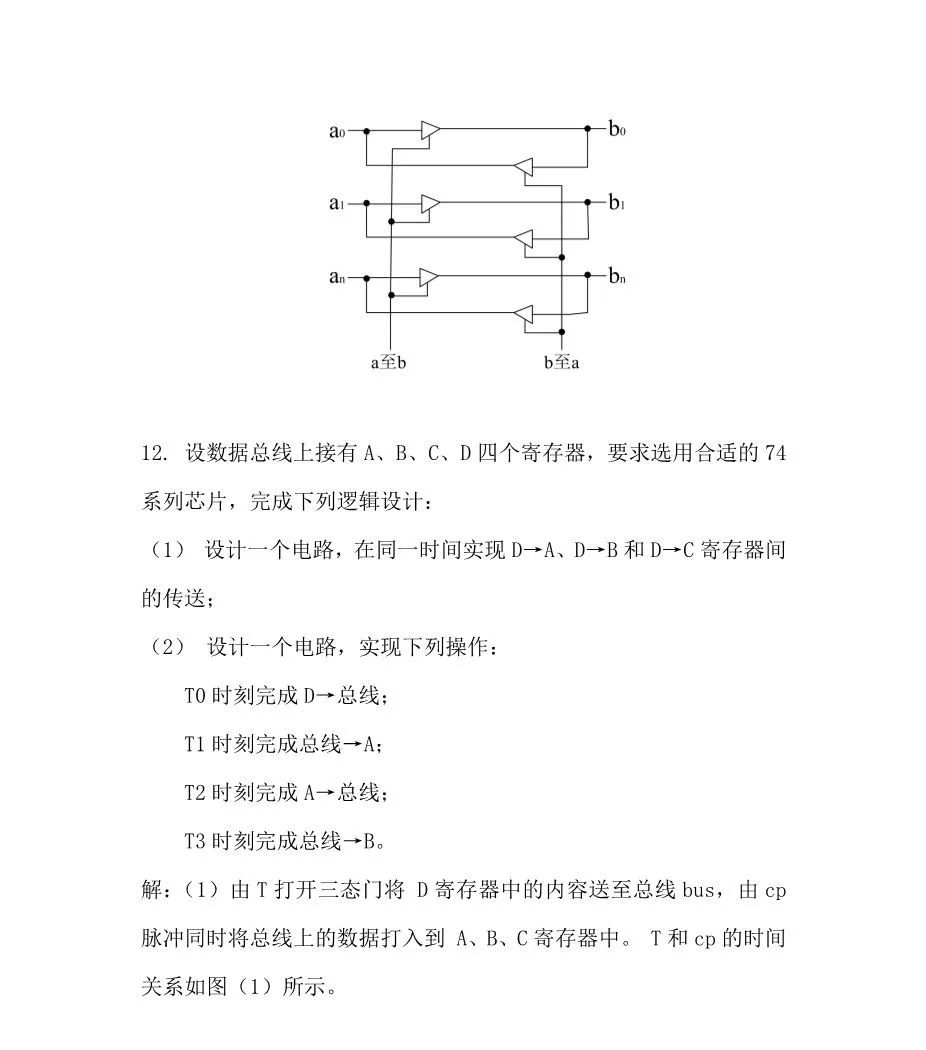 a0 b0
a1 b1
an bn
a至b b至a
12. 设数据总线上接有 A、B、C、D 四个寄存器，要求选用合适的 74
系列芯片，完成下列逻辑设计：
（1） 设计一个电路，在同一时间实现 D→A、D→B 和 D→C 寄存器间
的传送；
（2） 设计一个电路，实现下列操作：
T0 时刻完成 D→总线；
T1 时刻完成总线→A；
T2 时刻完成 A→总线；
T3 时刻完成总线→B。
解：（1）由 T 打开三态门将 D 寄存器中的内容送至总线 bus，由 cp
脉冲同时将总线上的数据打入到 A、B、C 寄存器中。 T 和 cp 的时间
关系如图（1）所示。